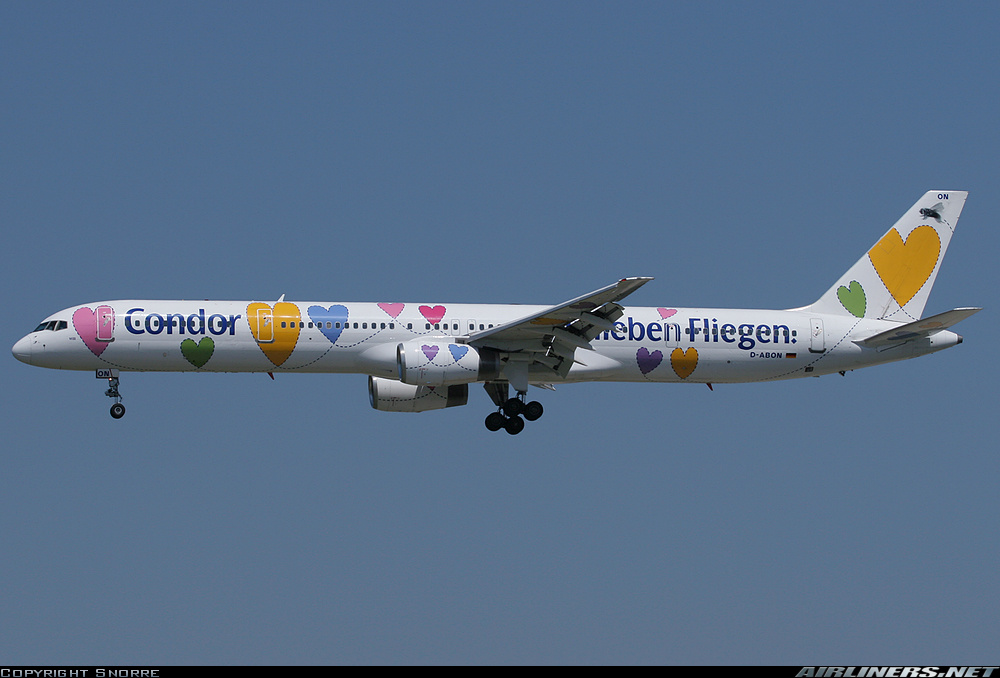 ON
Condor
ieben Fliegen.
D-ABON
ON
Copyright Snorre
AIRLINERS.NET